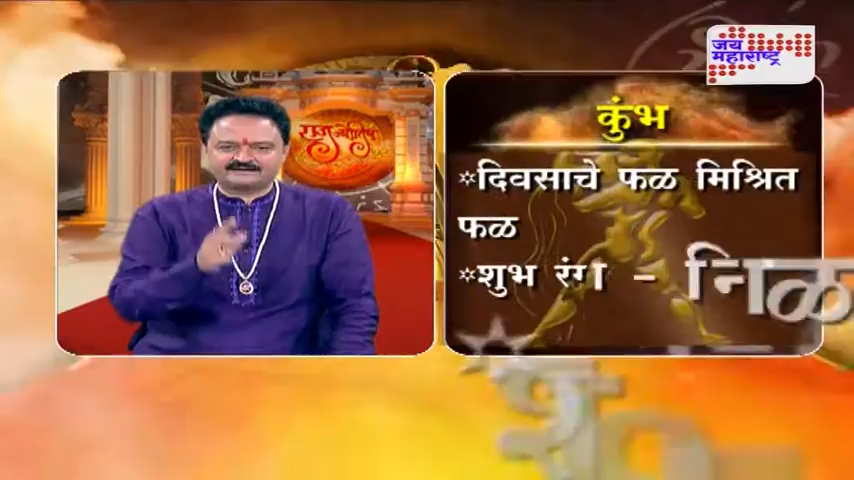 जय
महाराष्ट्र
राज ज्योतिष
कुंभ
✡दिवसाचे फळ मिश्रित
फळ
✡शुभ रंग - निळ